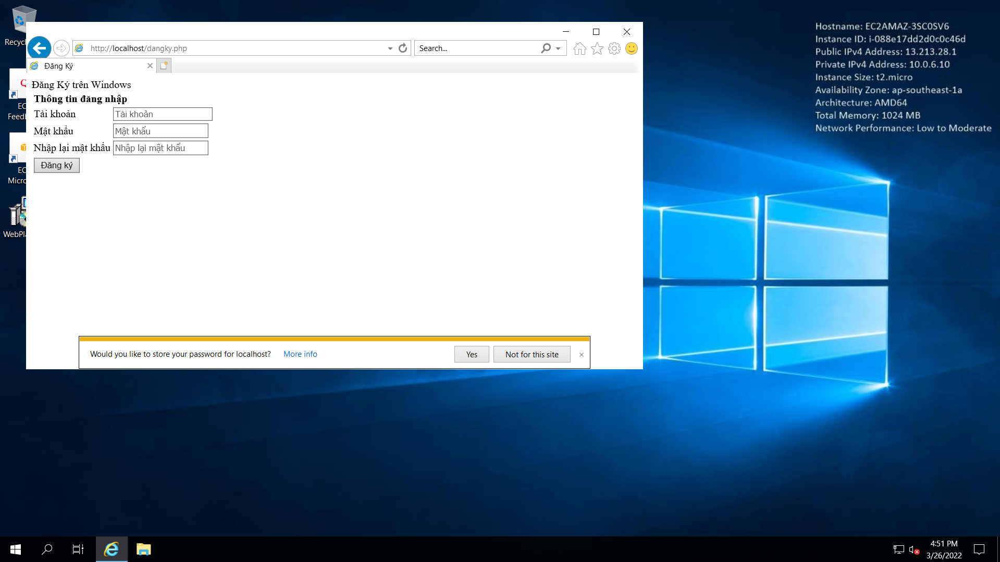 Recyc
EC
Feedb
EC
Micro
WebPla
http://localhost/dangky.php
Search...
Đăng Ký
Đăng Ký trên Windows
Thông tin đăng nhập
Tài khoản Tài khoản
Mật khẩu Mật khẩu
Nhập lại mật khẩu Nhập lại mật khẩu
Đăng ký
Would you like to store your password for localhost? More info Yes Not for this site
Hostname: EC2AMAZ-3SC0SV6
Instance ID: i-088e17dd2d0c0c46d
Public IPv4 Address: 13.213.28.1
Private IPv4 Address: 10.0.6.10
Instance Size: t2.micro
Availability Zone: ap-southeast-1a
Architecture: AMD64
Total Memory: 1024 MB
Network Performance: Low to Moderate
4:51 PM
3/26/2022